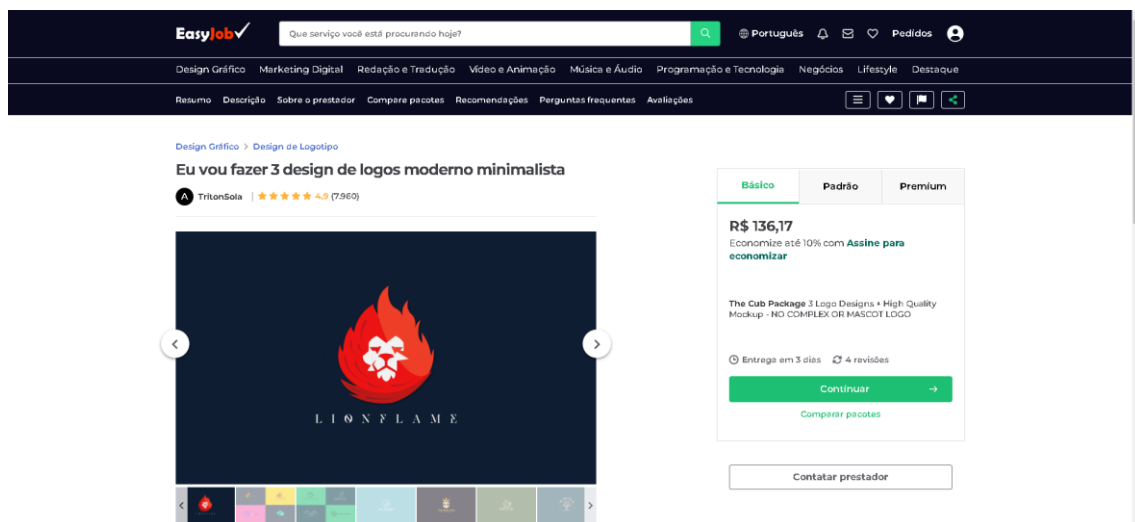 EasyJob
Que serviço você está procurando hoje?
Português
Pedidos
Design Gráfico Marketing Digital Redação e Tradução Vídeo e Animação Música e Áudio Programação e Tecnologia Negócios Lifestyle Destaque
Resumo Descrição Sobre o prestador Compare pacotes Recomendações Perguntas frequentes Avaliações
Design Gráfico > Design de Logotipo
Eu vou fazer 3 design de logos moderno minimalista
A TritonSola | 4,9 (7.960)
LIONFLAME
Básico Padrão Premium
R$ 136,17
Economize até 10% com Assine para
economizar
The Cub Package 3 Logo Designs + High Quality
Mockup - NO COMPLEX OR MASCOT LOGO
Entrega em 3 dias 4 revisões
Continuar →
Comparar pacotes
Contatar prestador